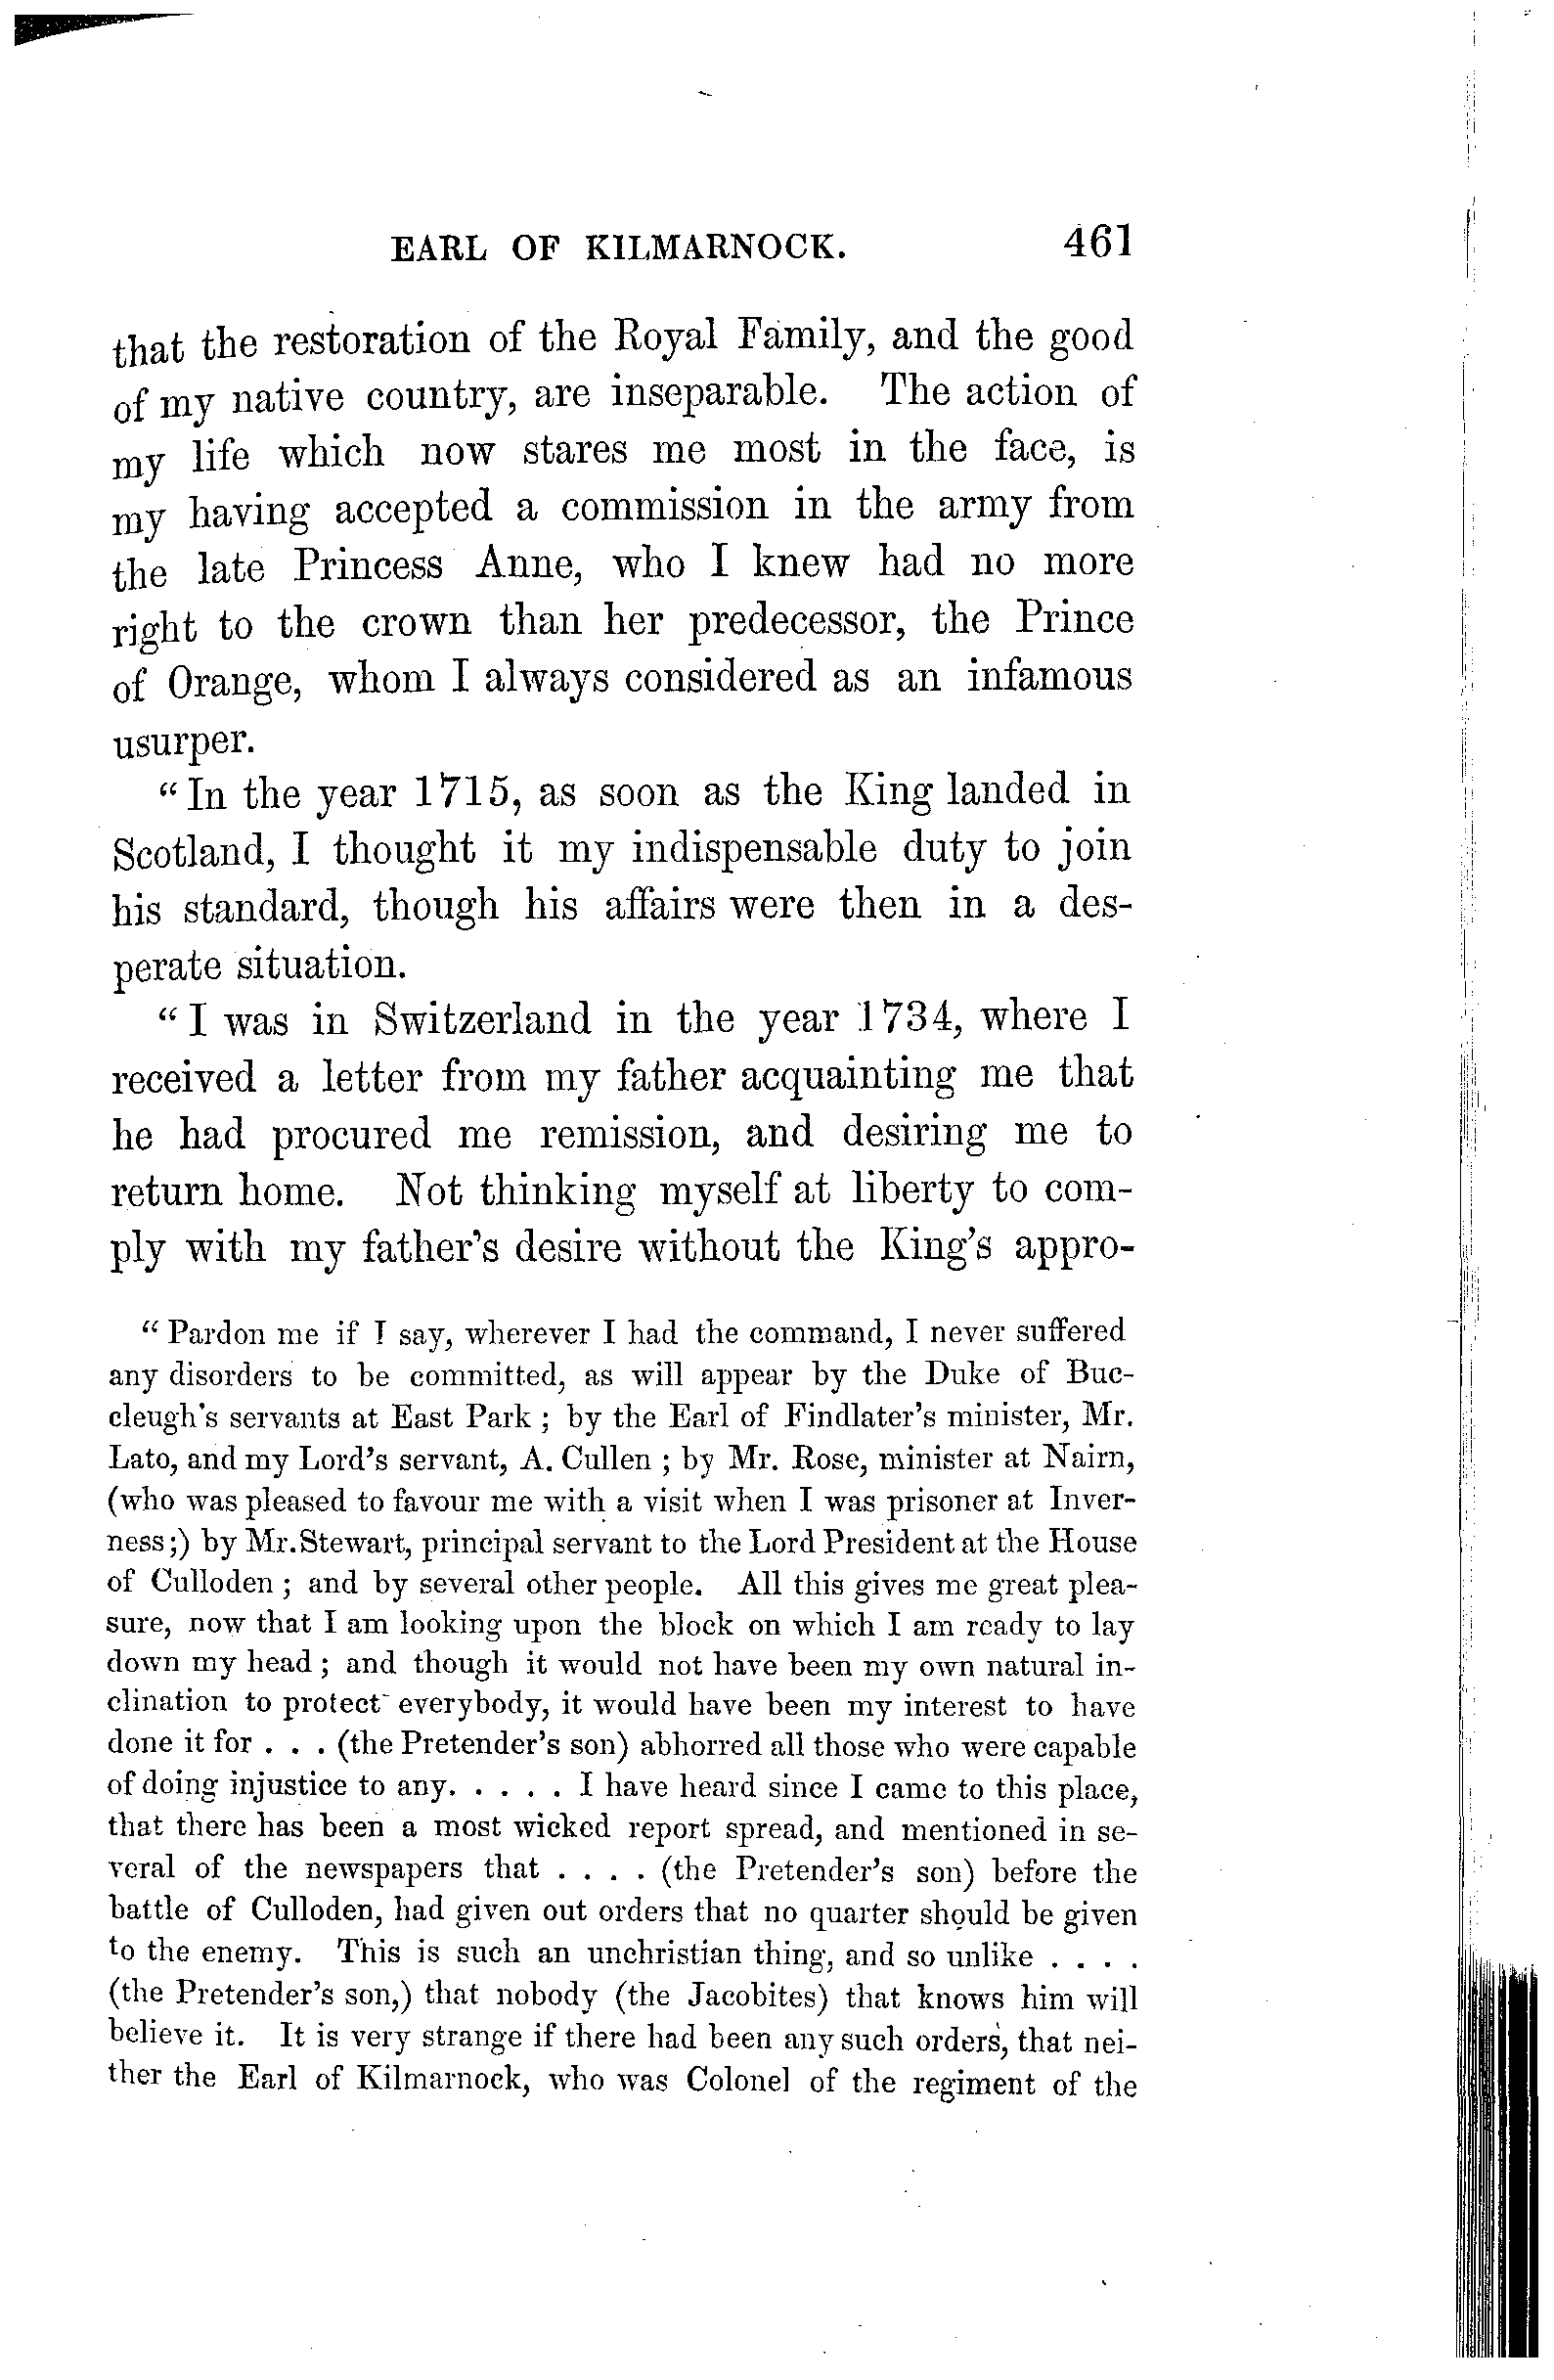 EARL OF KILMARNOCK. 461
that the restoration of the Royal Family, and the good
of my native country, are inseparable. The action of
my life which now stares me most in the face, is
my having accepted a commission in the army from
the late Princess Anne, who I knew had no more
right to the crown than her predecessor, the Prince
of Orange, whom I always considered as an infamous
usurper.
“In the year 1715, as soon as the King landed in
Scotland, I thought it my indispensable duty to join
his standard, though his affairs were then in a des-
perate situation.
“I was in Switzerland in the year 1734, where I
received a letter from my father acquainting me that
he had procured me remission, and desiring me to
return home. Not thinking myself at liberty to com-
ply with my father's desire without the King's appro-
“Pardon me if I say, wherever I had the command, I never suffered
any disorders to be committed, as will appear by the Duke of Buc-
cleugh's servants at East Park ; by the Earl of Findlater's minister, Mr.
Lato, and my Lord's servant, A. Cullen ; by Mr. Rose, minister at Nairn,
(who was pleased to favour me with a visit when I was prisoner at Inver-
ness;) by Mr. Stewart, principal servant to the Lord President at the House
of Culloden ; and by several other people. All this gives me great plea-
sure, now that I am looking upon the block on which I am ready to lay
down my head ; and though it would not have been my own natural in-
clination to protect everybody, it would have been my interest to have
done it for . . . (the Pretender's son) abhorred all those who were capable
of doing injustice to any. . . . . I have heard since I came to this place,
that there has been a most wicked report spread, and mentioned in se-
veral of the newspapers that . . . . (the Pretender's son) before the
battle of Culloden, had given out orders that no quarter should be given
to the enemy. This is such an unchristian thing, and so unlike . . . .
(the Pretender's son,) that nobody (the Jacobites) that knows him will
believe it. It is very strange if there had been any such orders, that nei-
ther the Earl of Kilmarnock, who was Colonel of the regiment of the